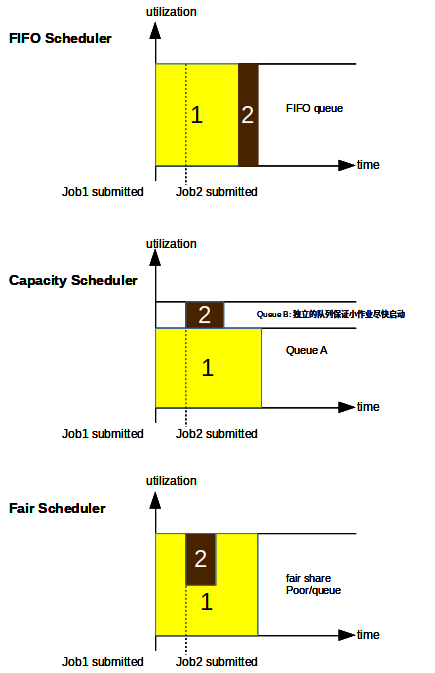 utilization
FIFO Scheduler
1
2
FIFO queue
time
Job1 submitted
Job2 submitted
utilization
Capacity Scheduler
2
Queue B: 独立的队列保证小作业尽快启动
Queue A
1
time
Job1 submitted
Job2 submitted
utilization
Fair Scheduler
2
1
fair share
Poor/queue
time
Job1 submitted
Job2 submitted